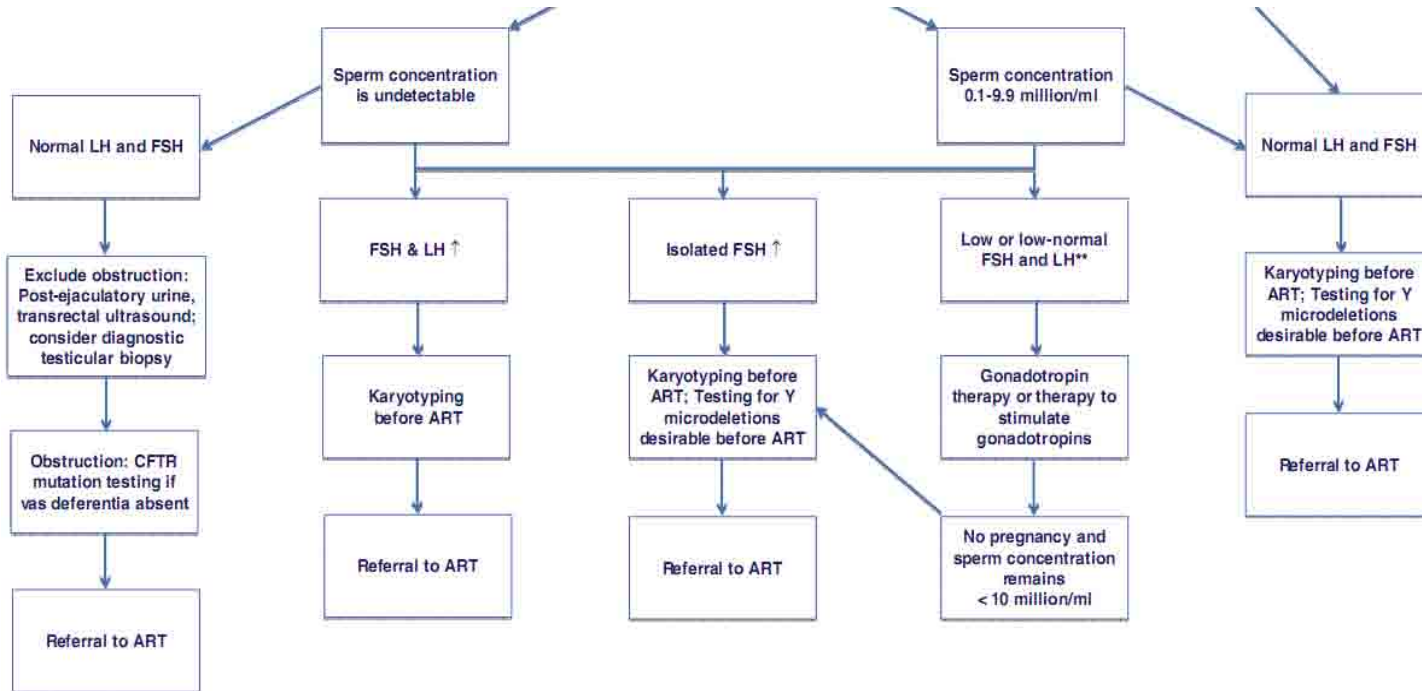 Sperm concentration
is undetectable
Sperm concentration
0.1-9.9 million/ml
Normal LH and FSH
Normal LH and FSH
FSH & LH ↑
Isolated FSH ↑
Low or low-normal
FSH and LH**
Exclude obstruction:
Post-ejaculatory urine,
transrectal ultrasound;
consider diagnostic
testicular biopsy
Karyotyping before
ART; Testing for Y
microdeletions
desirable before ART
Karyotyping
before ART
Karyotyping before
ART; Testing for Y
microdeletions
desirable before ART
Gonadotropin
therapy or therapy to
stimulate
gonadotropins
Obstruction: CFTR
mutation testing if
vas deferentia absent
Referral to ART
Referral to ART
Referral to ART
No pregnancy and
sperm concentration
remains
< 10 million/ml
Referral to ART